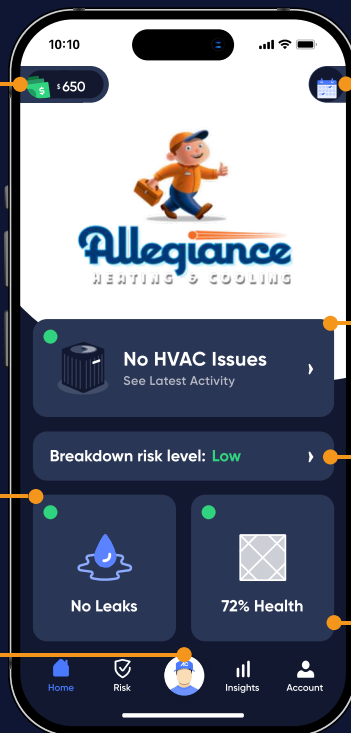 10:10
$650
Allegiance
HEATING & COOLING
No HVAC Issues
See Latest Activity
Breakdown risk level: Low
No Leaks
72% Health
AC
Home
Risk
Insights
Account